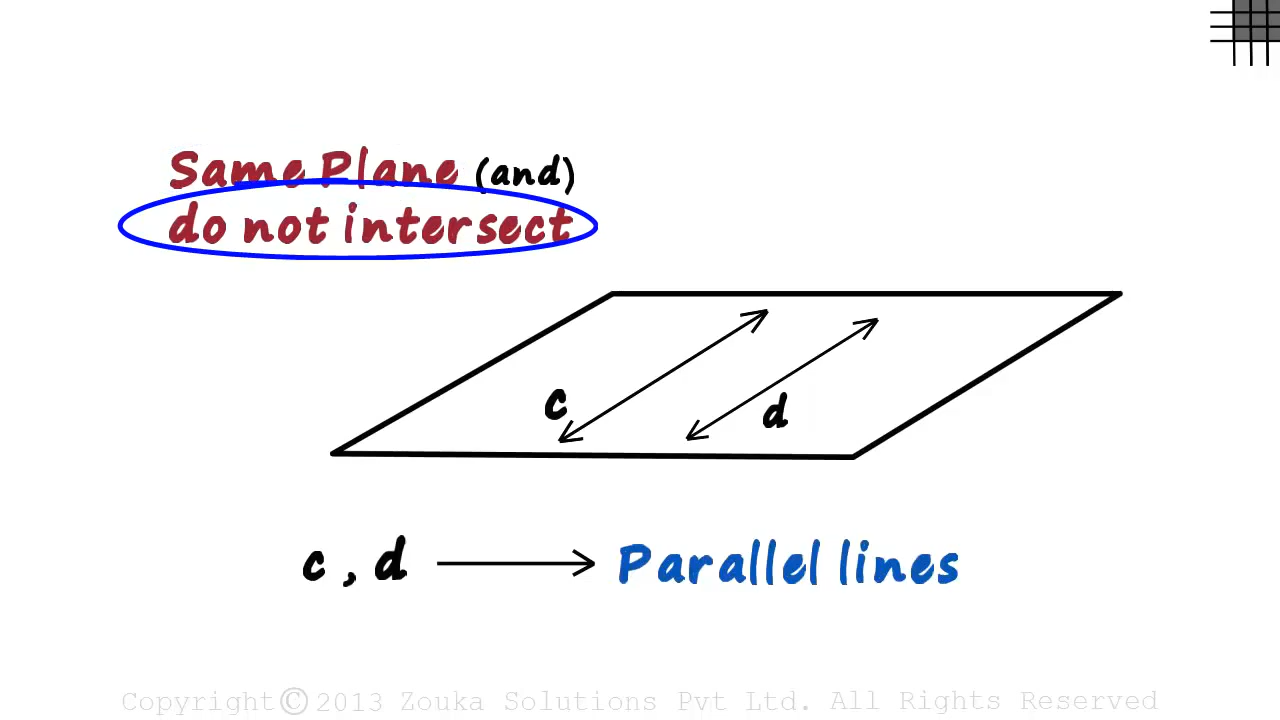 Same Plane (and)
do not intersect
c
d
c , d
Parallel lines
Copyright© 2013 Zouka Solutions Pvt Ltd. All Rights Reserved